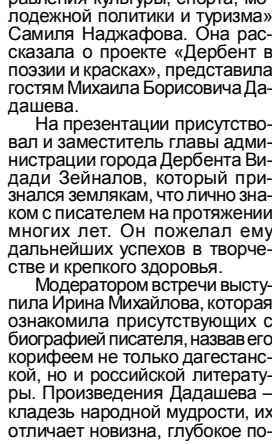 равления культуры, спорта, мо-
лодежной политики и туризма»
Самиля Наджафова. Она рас-
сказала о проекте «Дербент в
поэзии и красках», представила
гостям Михаила Борисовича Да-
дашева.
На презентации присутство-
вал и заместитель главы адми-
нистрации города Дербента Ви-
дади Зейналов, который при-
знался землякам, что лично зна-
ком с писателем на протяжении
многих лет. Он пожелал ему
дальнейших успехов в творче-
стве и крепкого здоровья.
Модератором встречи высту-
пила Ирина Михайлова, которая
ознакомила присутствующих с
биографией писателя, назвав его
корифеем не только дагестанс-
кой, но и российской литерату-
ры. Произведения Дадашева –
кладезь народной мудрости, их
отличает новизна, глубокое по-